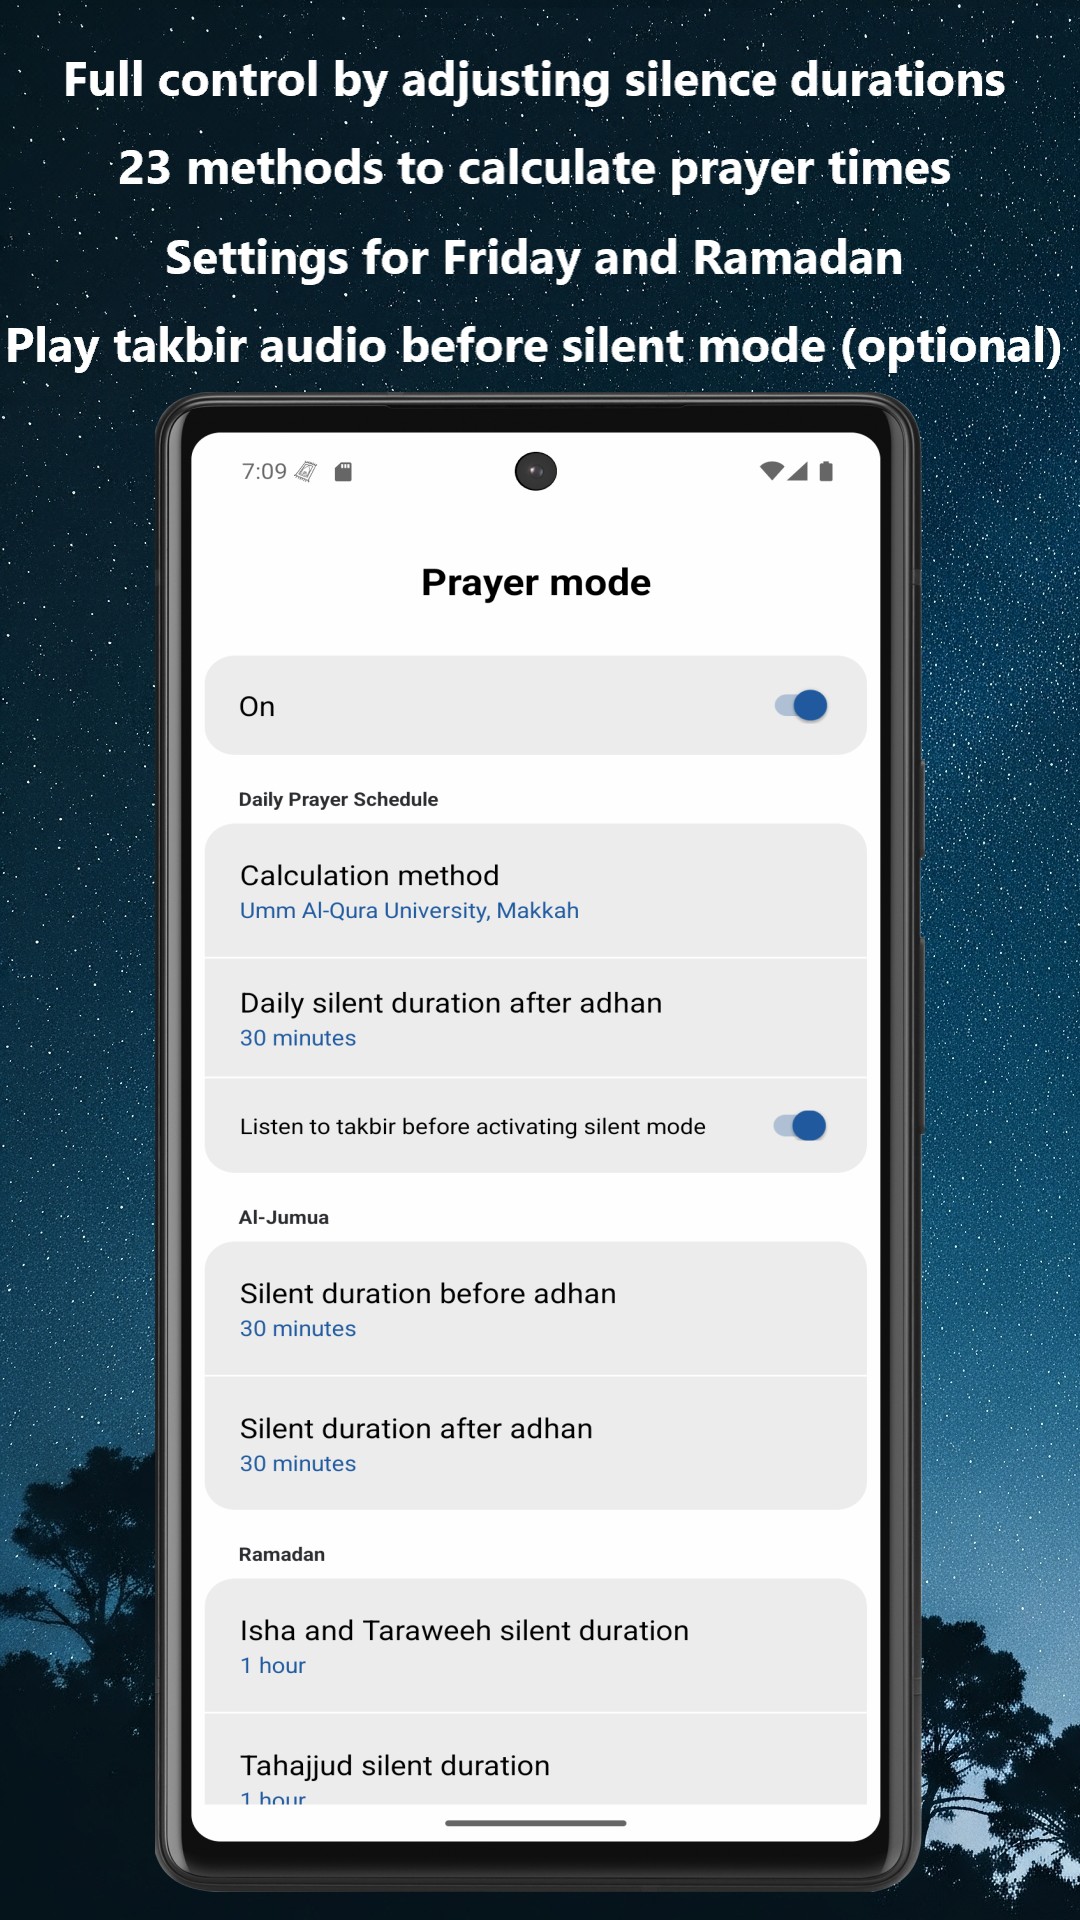 Full control by adjusting silence durations
23 methods to calculate prayer times
Settings for Friday and Ramadan
Play takbir audio before silent mode (optional)
7:09
Prayer mode
On
Daily Prayer Schedule
Calculation method
Umm Al-Qura University, Makkah
Daily silent duration after adhan
30 minutes
Listen to takbir before activating silent mode
Al-Jumua
Silent duration before adhan
30 minutes
Silent duration after adhan
30 minutes
Ramadan
Isha and Taraweeh silent duration
1 hour
Tahajjud silent duration
1 hour